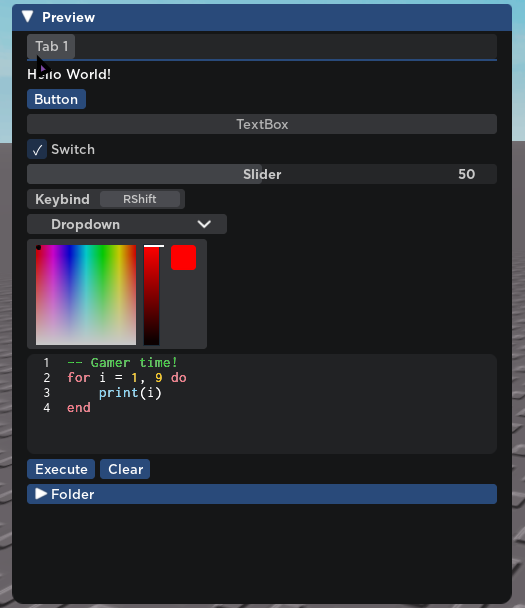 Preview
Tab 1
Hello World!
Button
TextBox
Switch
Slider 50
Keybind RShift
Dropdown
1 -- Gamer time!
2 for i = 1, 9 do
3 print(i)
4 end
Execute Clear
Folder